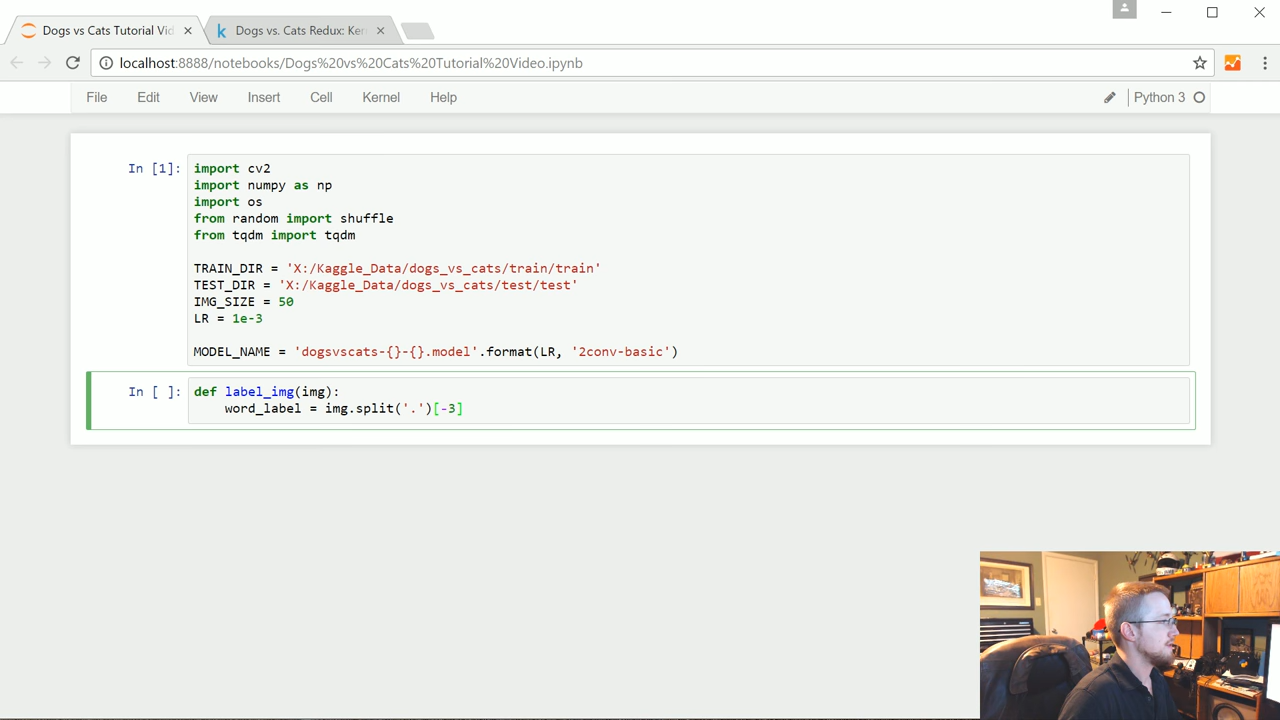 Dogs vs Cats Tutorial Vid
Dogs vs. Cats Redux: Ker
localhost:8888/notebooks/Dogs%20vs%20Cats%20Tutorial%20Video.ipynb
File Edit View Insert Cell Kernel Help
Python 3
In [1]:
import cv2
import numpy as np
import os
from random import shuffle
from tqdm import tqdm
TRAIN_DIR = 'X:/Kaggle_Data/dogs_vs_cats/train/train'
TEST_DIR = 'X:/Kaggle_Data/dogs_vs_cats/test/test'
IMG_SIZE = 50
LR = 1e-3
MODEL_NAME = 'dogsvscats-{}-{}.model'.format(LR, '2conv-basic')
In [ ]:
def label_img(img):
word_label = img.split('.')[-3]